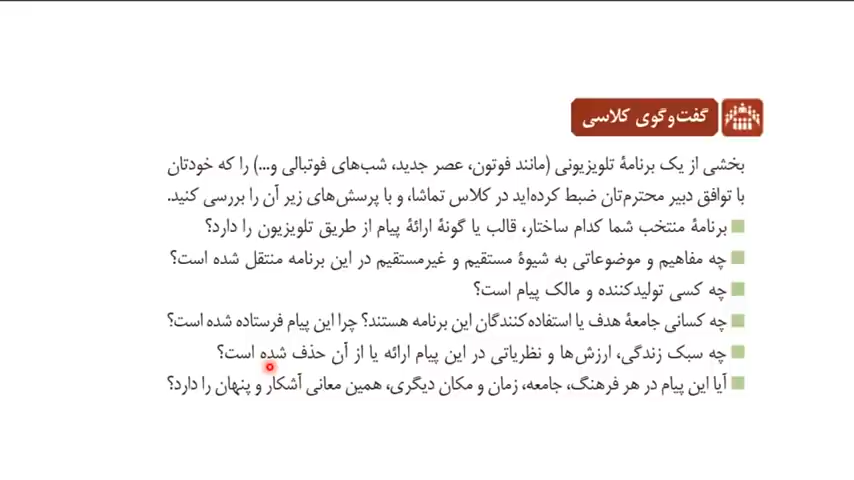 گفت‌وگوی کلاسی
بخشی از یک برنامهٔ تلویزیونی (مانند فوتون، عصر جدید، شب‌های فوتبالی و...) را که خودتان
با توافق دبیر محترم‌تان ضبط کرده‌اید در کلاس تماشا، و با پرسش‌های زیر آن را بررسی کنید.
برنامهٔ منتخب شما کدام ساختار، قالب یا گونهٔ ارائهٔ پیام از طریق تلویزیون را دارد؟
چه مفاهیم و موضوعاتی به شیوهٔ مستقیم و غیرمستقیم در این برنامه منتقل شده است؟
چه کسی تولیدکننده و مالک پیام است؟
چه کسانی جامعهٔ هدف یا استفاده‌کنندگان این برنامه هستند؟ چرا این پیام فرستاده شده است؟
چه سبک زندگی، ارزش‌ها و نظریاتی در این پیام ارائه یا از آن حذف شده است؟
آیا این پیام در هر فرهنگ، جامعه، زمان و مکان دیگری، همین معانی آشکار و پنهان را دارد؟